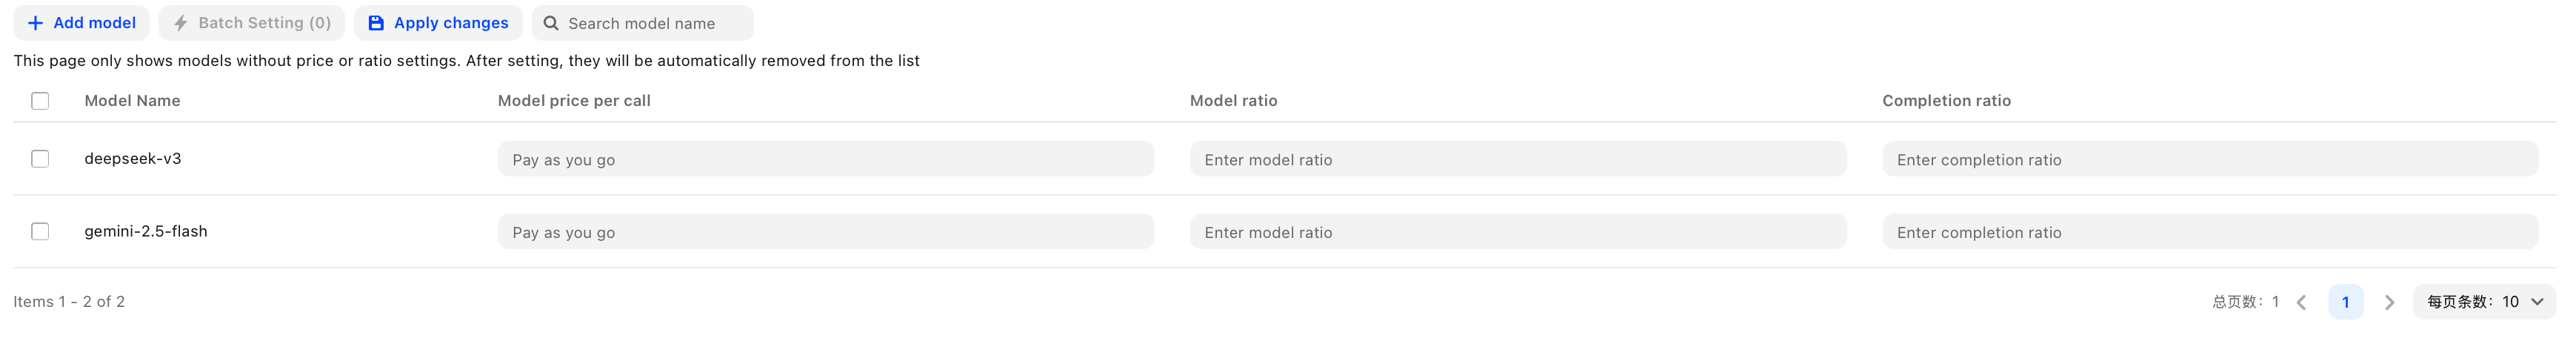 Add model Batch Setting (0) Apply changes Search model name
This page only shows models without price or ratio settings. After setting, they will be automatically removed from the list
Model Name Model price per call Model ratio Completion ratio
deepseek-v3 Pay as you go Enter model ratio Enter completion ratio
gemini-2.5-flash Pay as you go Enter model ratio Enter completion ratio
Items 1 - 2 of 2 总页数：1 1 每页条数：10